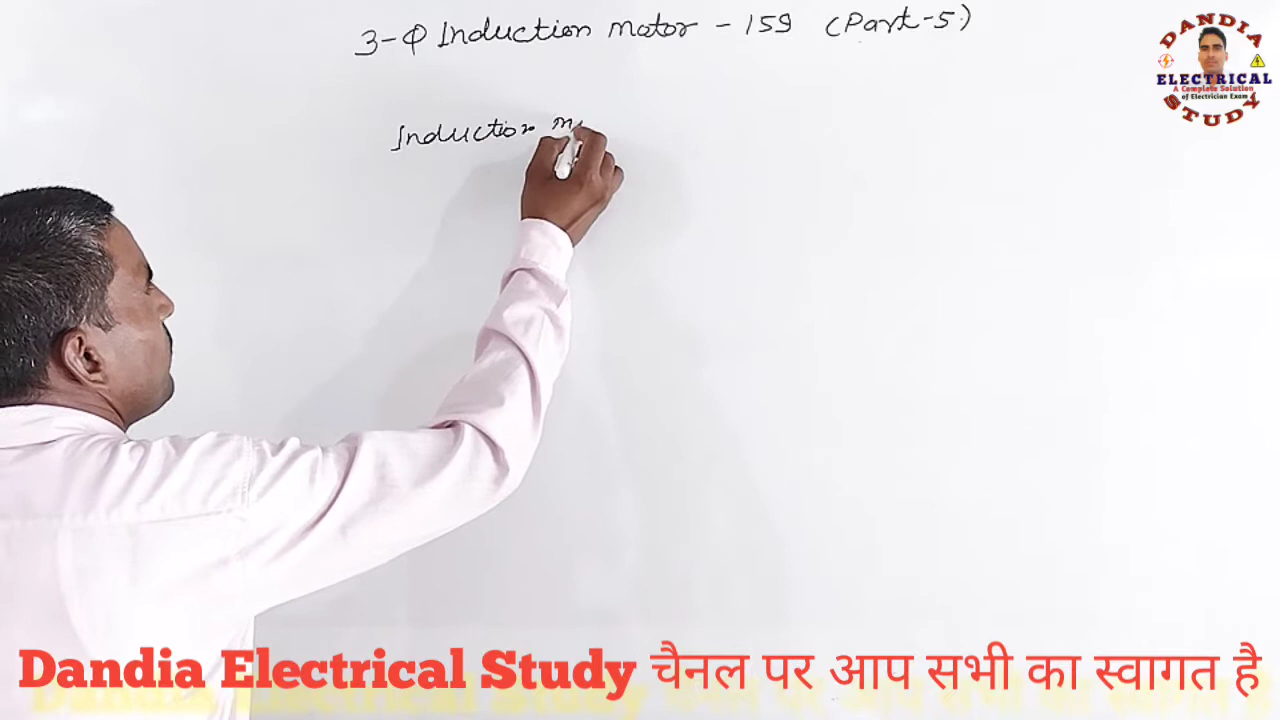 3-Φ Induction motor - 159 (Part-5)
DANDIA
ELECTRICAL
A Complete Solution
of Electrician Exam
STUDY
Induction m
Dandia Electrical Study चैनल पर आप सभी का स्वागत है